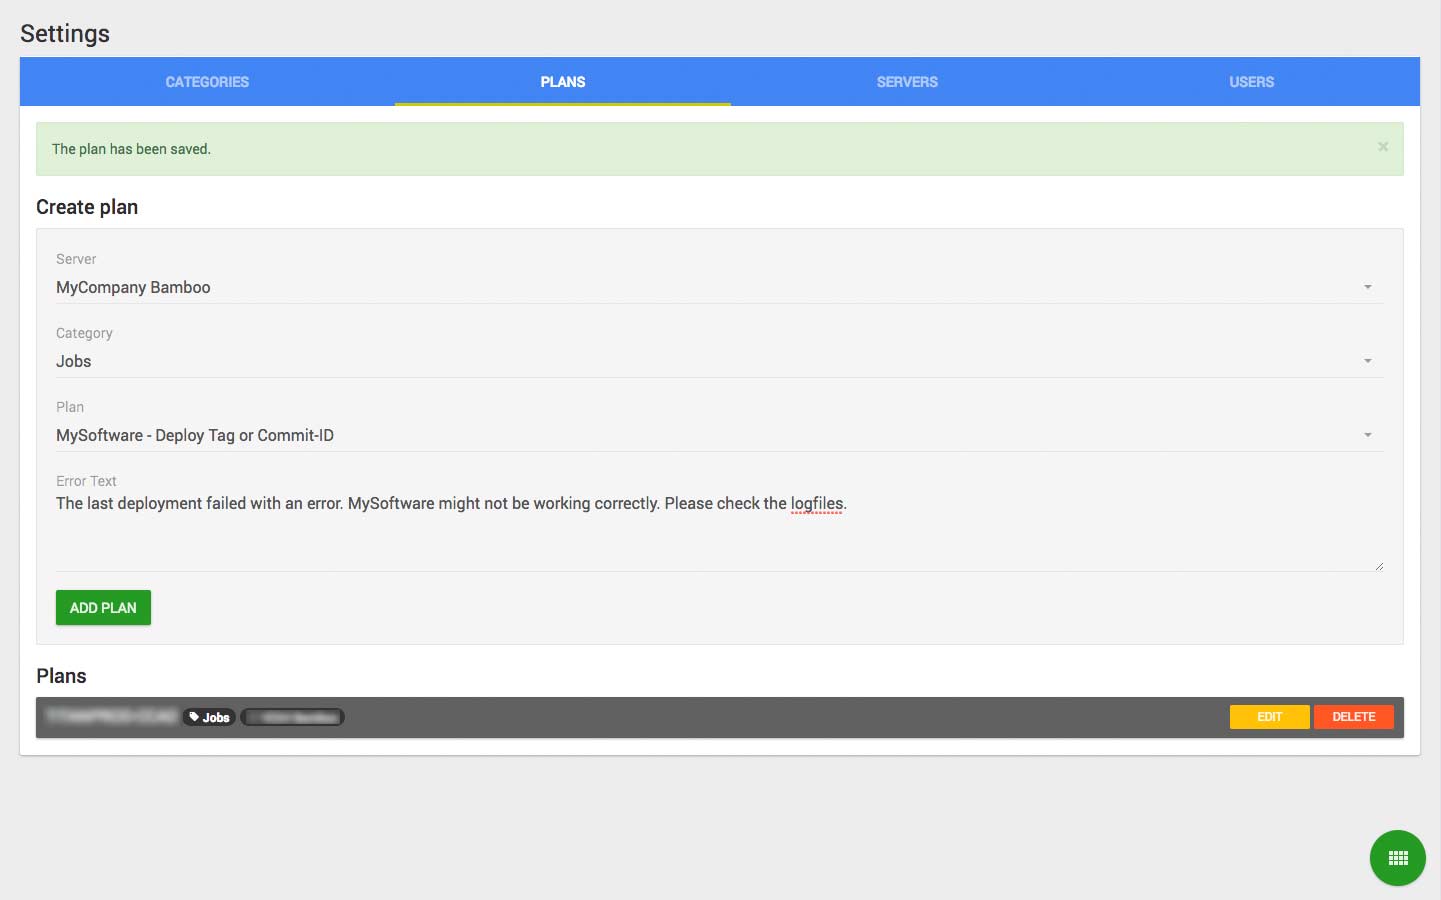 Settings
CATEGORIES PLANS SERVERS USERS
The plan has been saved.
×
Create plan
Server
MyCompany Bamboo
Category
Jobs
Plan
MySoftware - Deploy Tag or Commit-ID
Error Text
The last deployment failed with an error. MySoftware might not be working correctly. Please check the logfiles.
ADD PLAN
Plans
Jobs EDIT DELETE